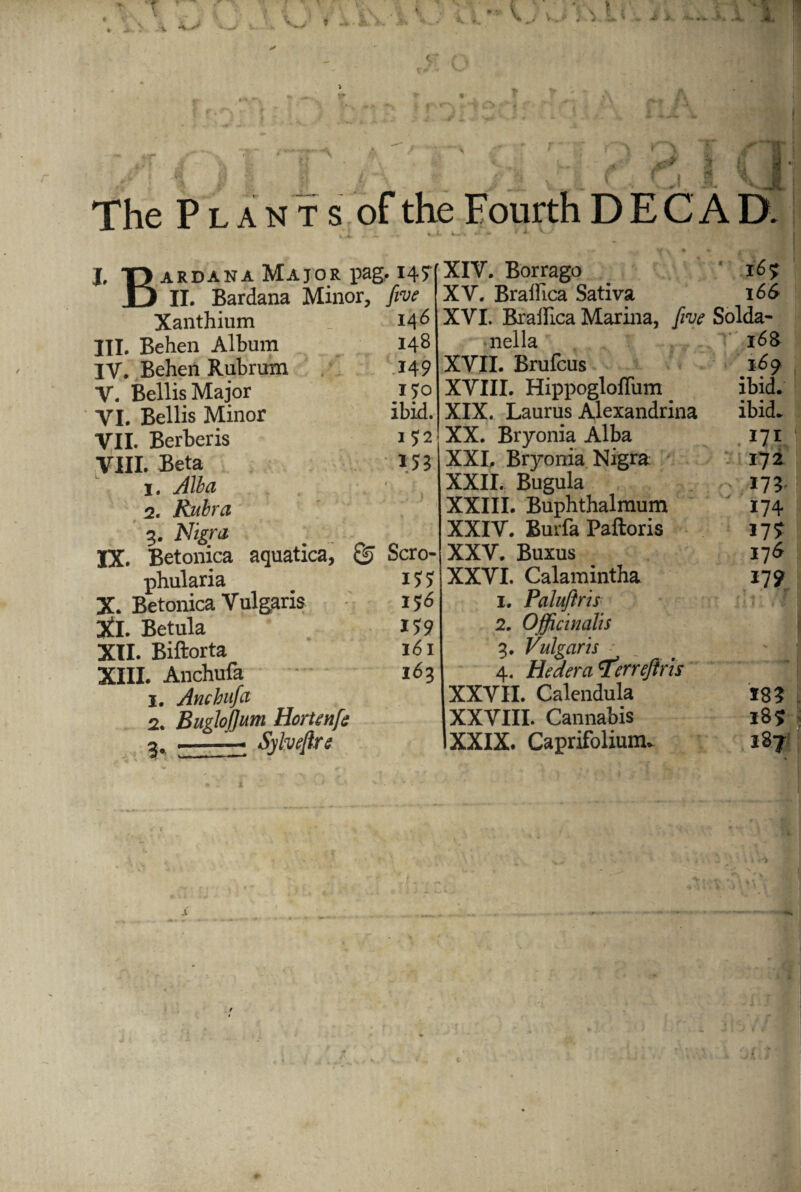 The PLANTS of the Fourth DECAD.
I. BARDANA MAJOR pag. 145
II. Bardana Minor, ſive
Xanthium 146
III. Behen Album 148
IV. Behen Rubrum 149
V. Bellis Major 150
VI. Bellis Minor ibid.
VII. Berberis 152
VIII. Beta 153
1. Alba
2. Rubra
3. Nigra
IX. Betonica aquatica, & Scro-
phularia 155
X. Betonica Vulgaris 156
XI. Betula 159
XII. Biſtorta 161
XIII. Anchuſa 163
1. Anchuſa
2. Bugloſſum Hortenſe
3. ——— Sylveſtre
XIV. Borrago 165
XV. Braſſica Sativa 166
XVI. Braſſica Marina, ſive Solda-
nella 168
XVII. Bruſcus 169
XVIII. Hippogloſſum ibid.
XIX. Laurus Alexandrina ibid.
XX. Bryonia Alba 171
XXI. Bryonia Nigra 172
XXII. Bugula 173
XXIII. Buphthalmum 174
XXIV. Burſa Paſtoris 175
XXV. Buxus 176
XXVI. Calamintha 179
1. Paluſtris
2. Officinalis
3. Vulgaris
4. Hedera Terreſtris
XXVII. Calendula 183
XXVIII. Cannabis 185
XXIX. Caprifolium. 187